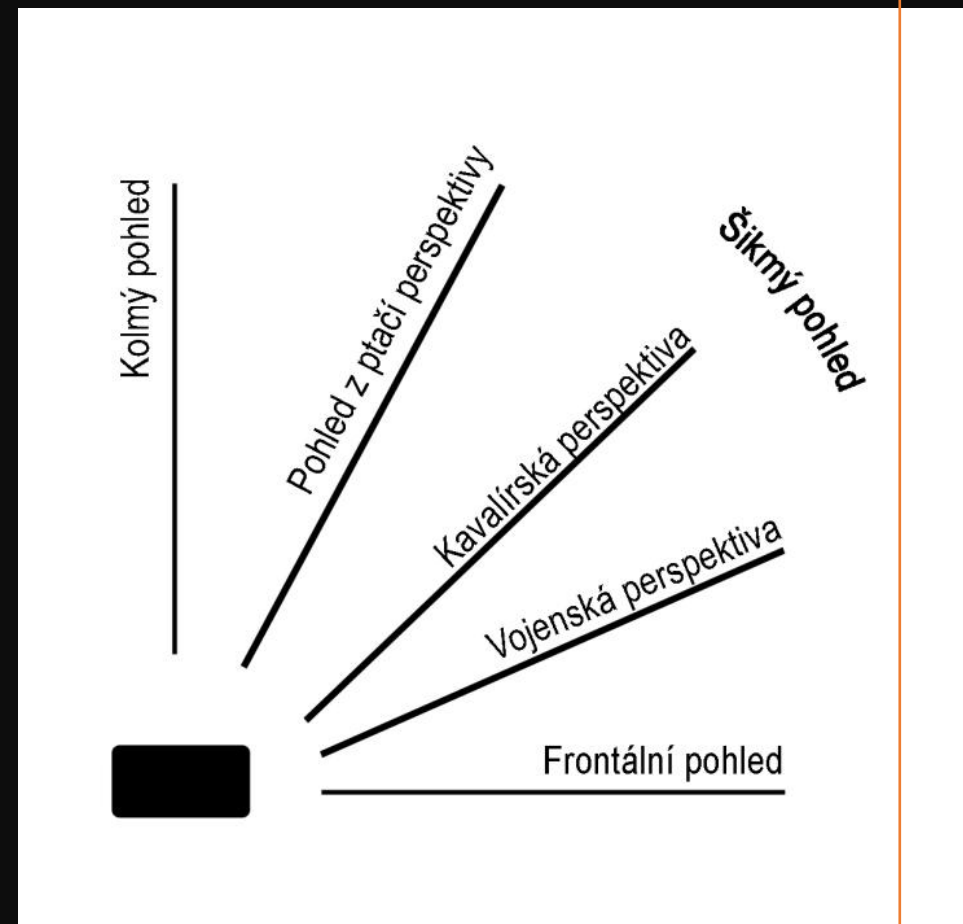 Kolmý pohled
Pohled z ptačí perspektivy
Šikmý pohled
Kavalírská perspektiva
Vojenská perspektiva
Frontální pohled